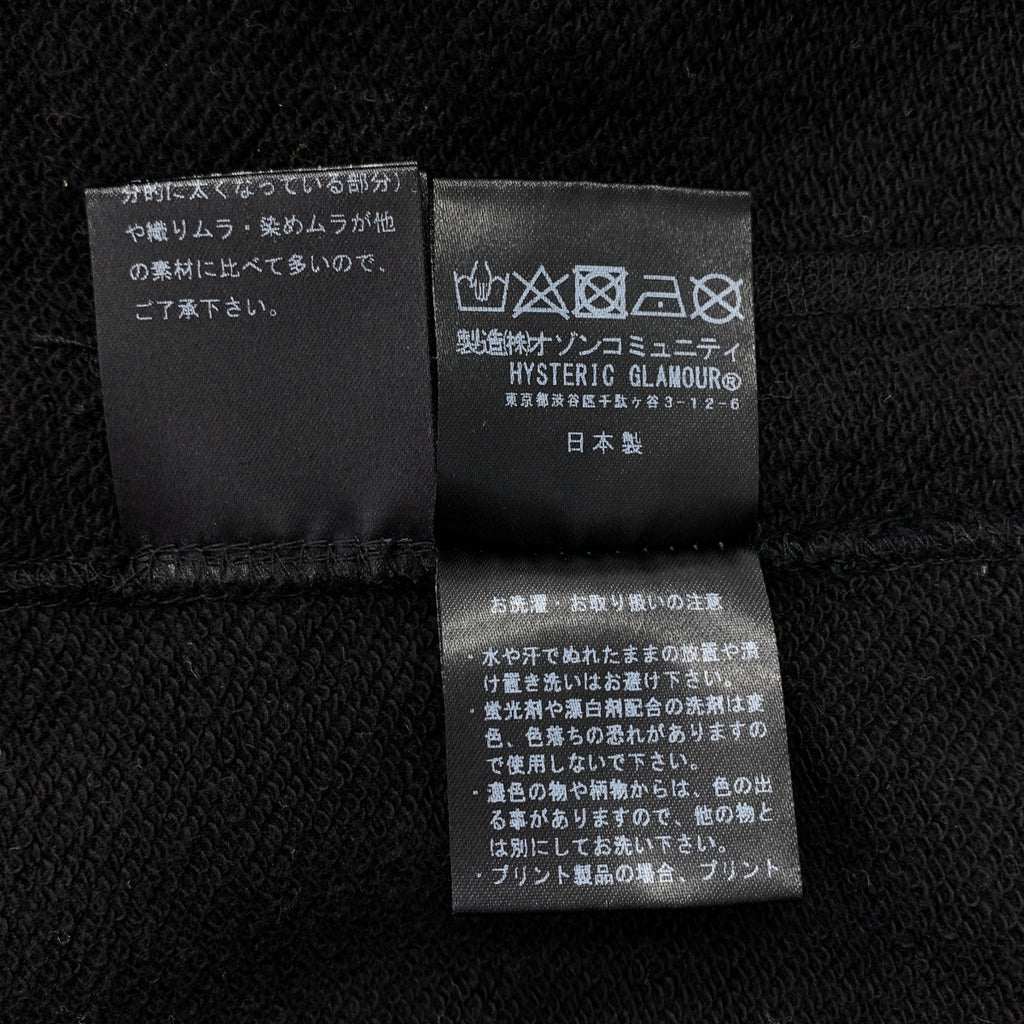 分的に太くなっている部分)
や織りムラ・染めムラが他
の素材に比べて多いので、
ご了承下さい。
製造(株)オゾンコミュニティ
HYSTERIC GLAMOUR®
東京都渋谷区千駄ヶ谷3-12-6
日本製
お洗濯・お取り扱いの注意
・水や汗でぬれたままの放置や漬
け置き洗いはお避け下さい。
・蛍光剤や漂白剤配合の洗剤は変
色、色落ちの恐れがありますの
で使用しないで下さい。
・濃色の物や柄物からは、色の出
る事がありますので、他の物と
は別にしてお洗い下さい。
・プリント製品の場合、プリント